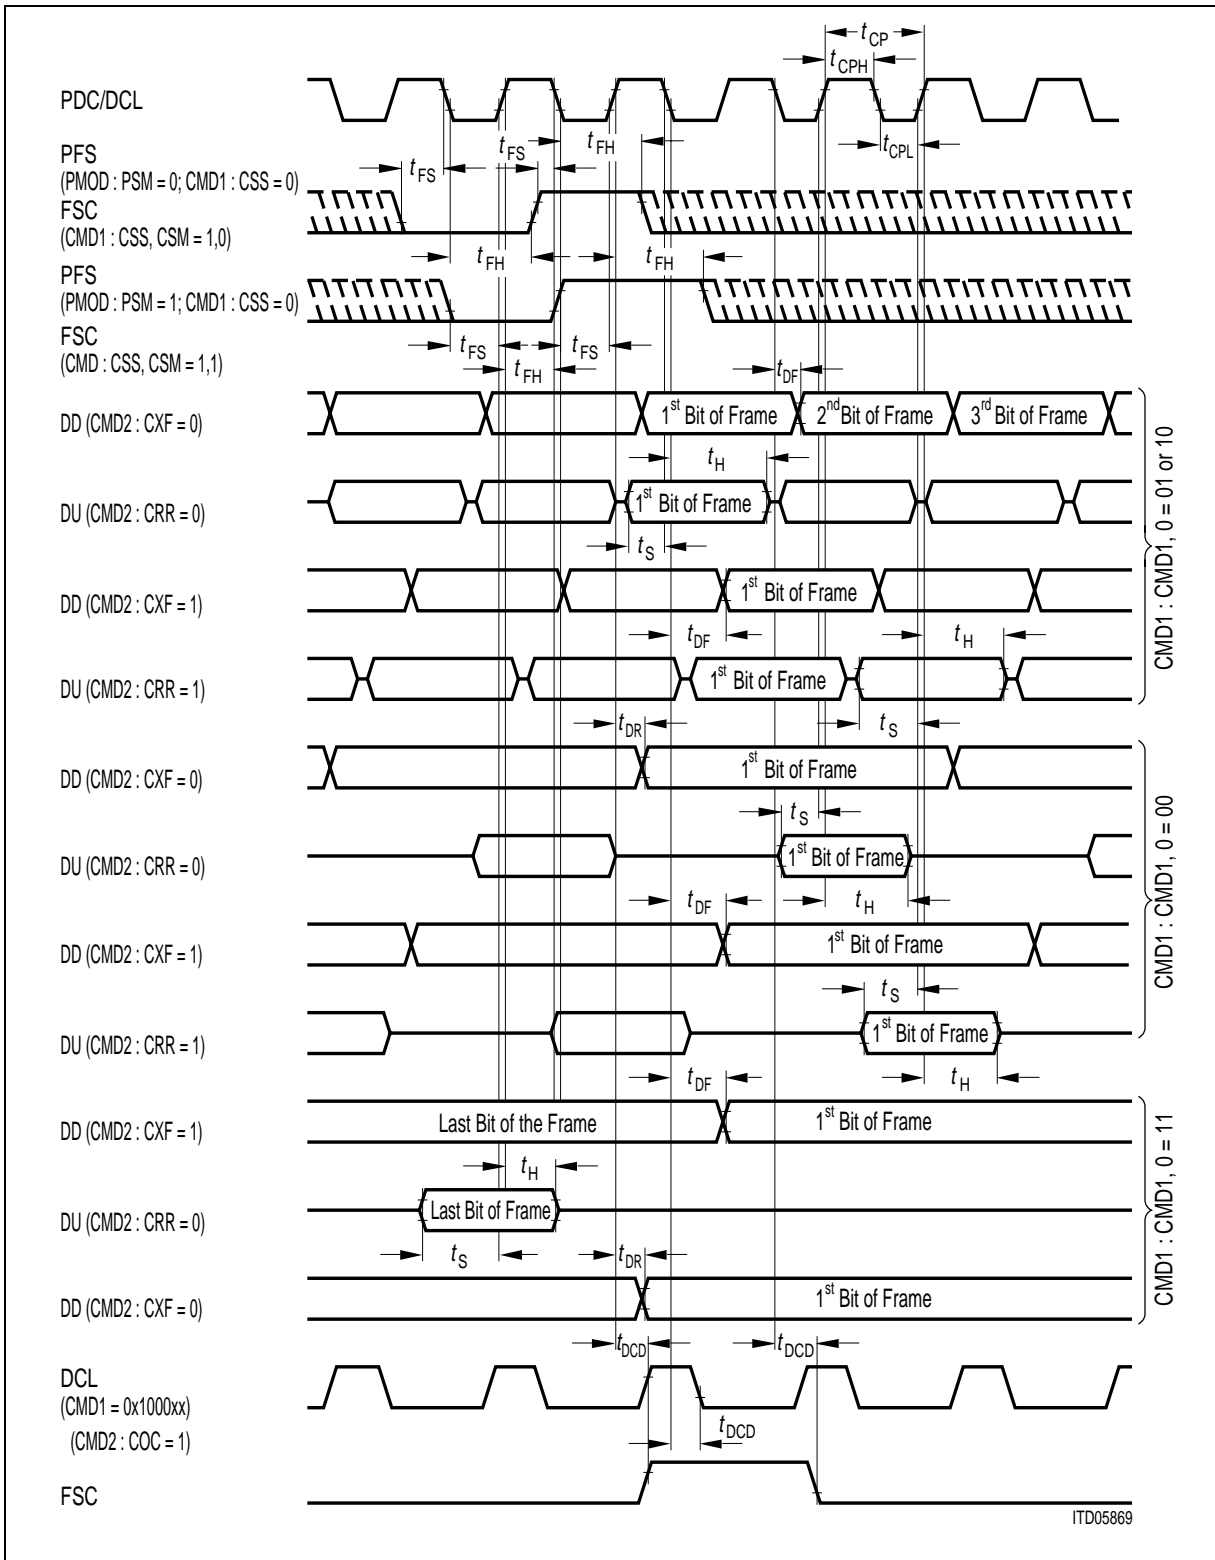 tCP
tCPH
PDC/DCL
tCPL
tFS
tFS
tFH
PFS
(PMOD : PSM = 0; CMD1 : CSS = 0)
FSC
(CMD1 : CSS, CSM = 1,0)
tFH
tFH
PFS
(PMOD : PSM = 1; CMD1 : CSS = 0)
FSC
(CMD : CSS, CSM = 1,1)
tFS
tFH
tFS
tDF
DD (CMD2 : CXF = 0)
1st Bit of Frame
2nd Bit of Frame
3rd Bit of Frame
tH
DU (CMD2 : CRR = 0)
1st Bit of Frame
tS
DD (CMD2 : CXF = 1)
1st Bit of Frame
tDF
tH
DU (CMD2 : CRR = 1)
1st Bit of Frame
CMD1 : CMD1, 0 = 01 or 10
tDR
tS
DD (CMD2 : CXF = 0)
1st Bit of Frame
tS
DU (CMD2 : CRR = 0)
1st Bit of Frame
tDF
tH
DD (CMD2 : CXF = 1)
1st Bit of Frame
tS
DU (CMD2 : CRR = 1)
1st Bit of Frame
CMD1 : CMD1, 0 = 00
tDF
tH
DD (CMD2 : CXF = 1)
Last Bit of the Frame
1st Bit of Frame
tH
DU (CMD2 : CRR = 0)
Last Bit of Frame
tS
tDR
DD (CMD2 : CXF = 0)
1st Bit of Frame
CMD1 : CMD1, 0 = 11
tDCD
tDCD
DCL
(CMD1 = 0x1000xx)
(CMD2 : COC = 1)
tDCD
FSC
ITD05869